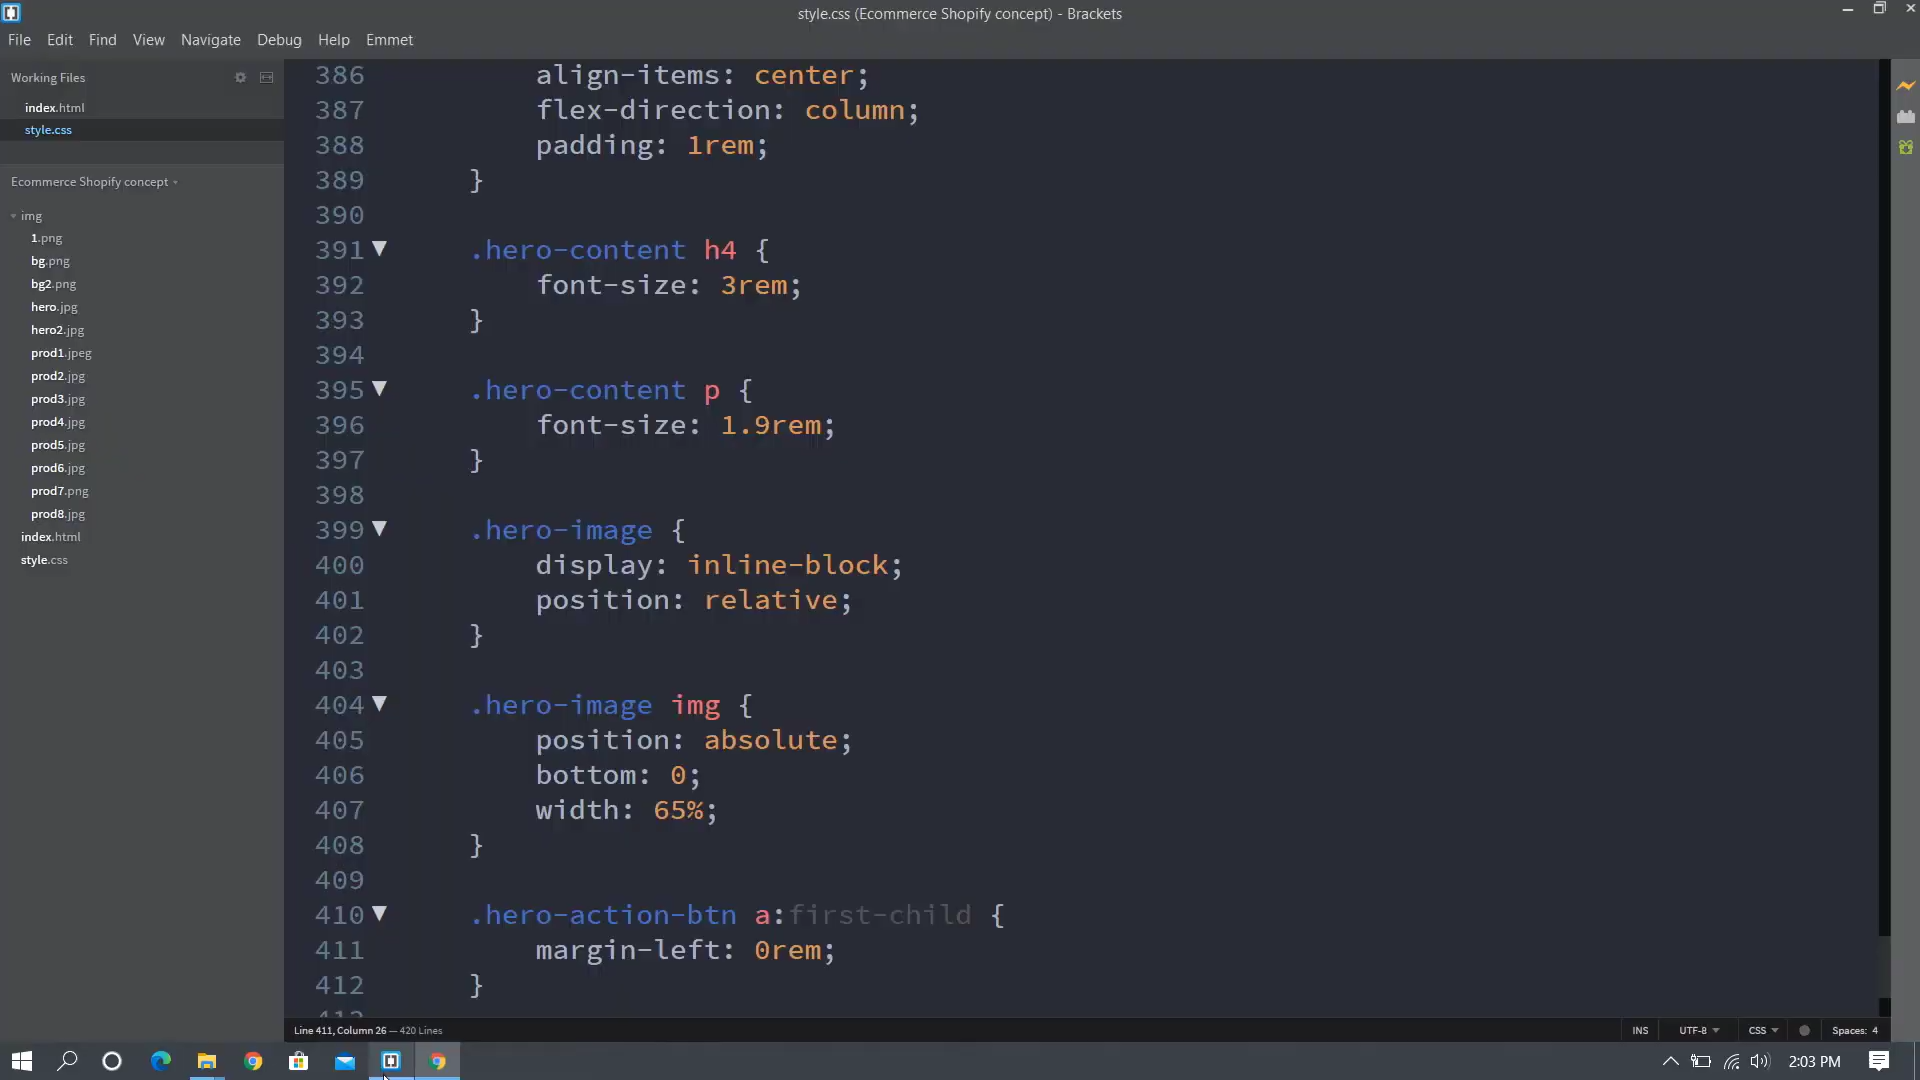 style.css (Ecommerce Shopify concept) - Brackets
File Edit Find View Navigate Debug Help Emmet
Working Files
index.html
style.css
Ecommerce Shopify concept
img
1.png
bg.png
bg2.png
hero.jpg
hero2.jpg
prod1.jpeg
prod2.jpg
prod3.jpg
prod4.jpg
prod5.jpg
prod6.jpg
prod7.png
prod8.jpg
index.html
style.css
386 align-items: center;
387 flex-direction: column;
388 padding: 1rem;
389 }
390
391 .hero-content h4 {
392 font-size: 3rem;
393 }
394
395 .hero-content p {
396 font-size: 1.9rem;
397 }
398
399 .hero-image {
400 display: inline-block;
401 position: relative;
402 }
403
404 .hero-image img {
405 position: absolute;
406 bottom: 0;
407 width: 65%;
408 }
409
410 .hero-action-btn a:first-child {
411 margin-left: 0rem;
412 }
Line 411, Column 26 — 420 Lines
INS UTF-8 CSS Spaces: 4
2:03 PM